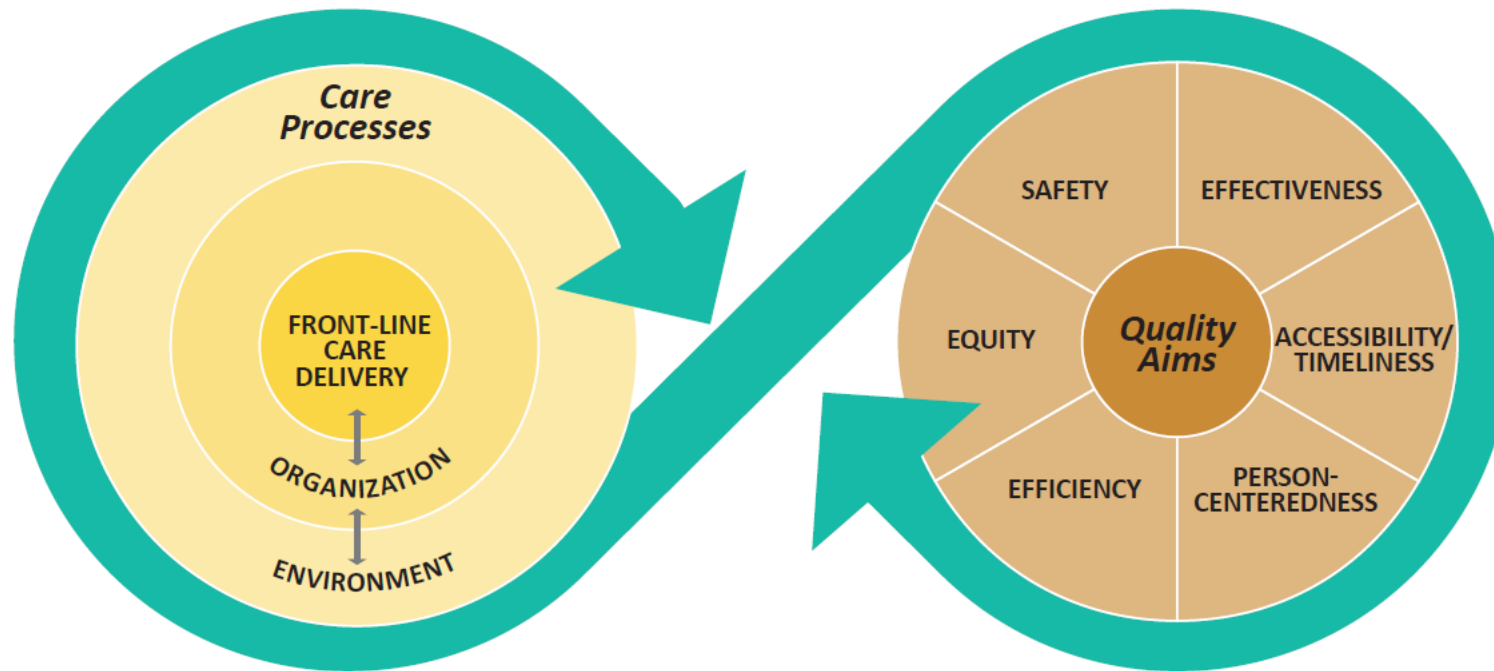 Care
Processes
FRONT-LINE
CARE
DELIVERY
ORGANIZATION
ENVIRONMENT
SAFETY
EFFECTIVENESS
EQUITY
Quality
Aims
ACCESSIBILITY/
TIMELINESS
EFFICIENCY
PERSON-
CENTEREDNESS